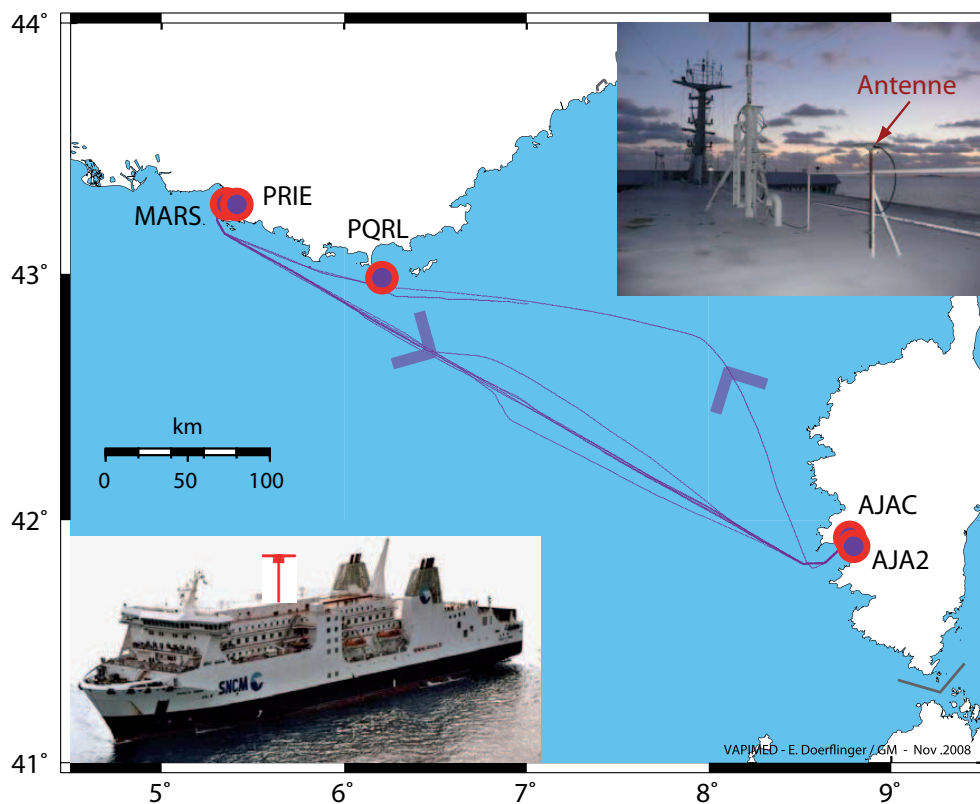 44°
43°
42°
41°
5°
6°
7°
8°
9°
Antenne
MARS.
PRIE
PQRL
AJAC
AJA2
km
0
50
100
SNCM
VAPIMED - E. Doerflinger / GM - Nov .2008